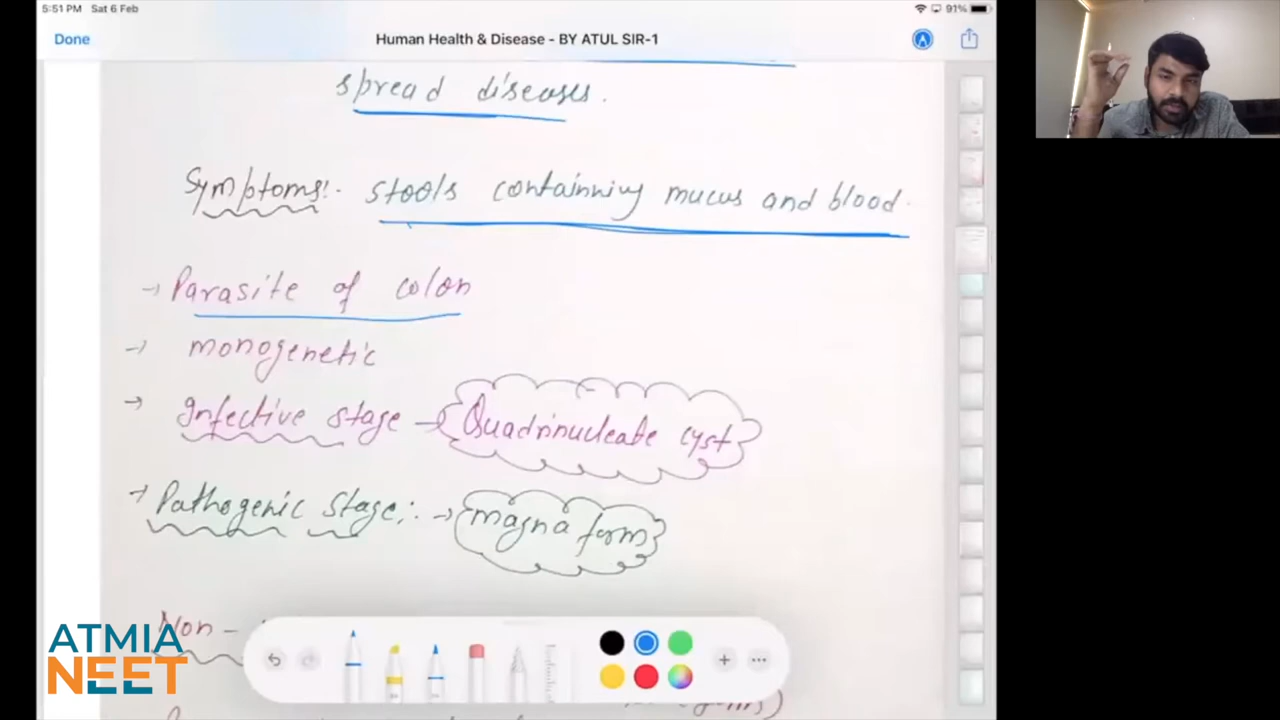 5:51 PM Sat 6 Feb
91%
Done
Human Health & Disease - BY ATUL SIR-1
spread diseases.
Symptoms:- stools containning mucus and blood.
→ Parasite of colon
→ monogenetic
→ Infective stage → Quadrinucleate cyst
→ Pathogenic stage:- → magna form
Non -
ATMIA
NEET